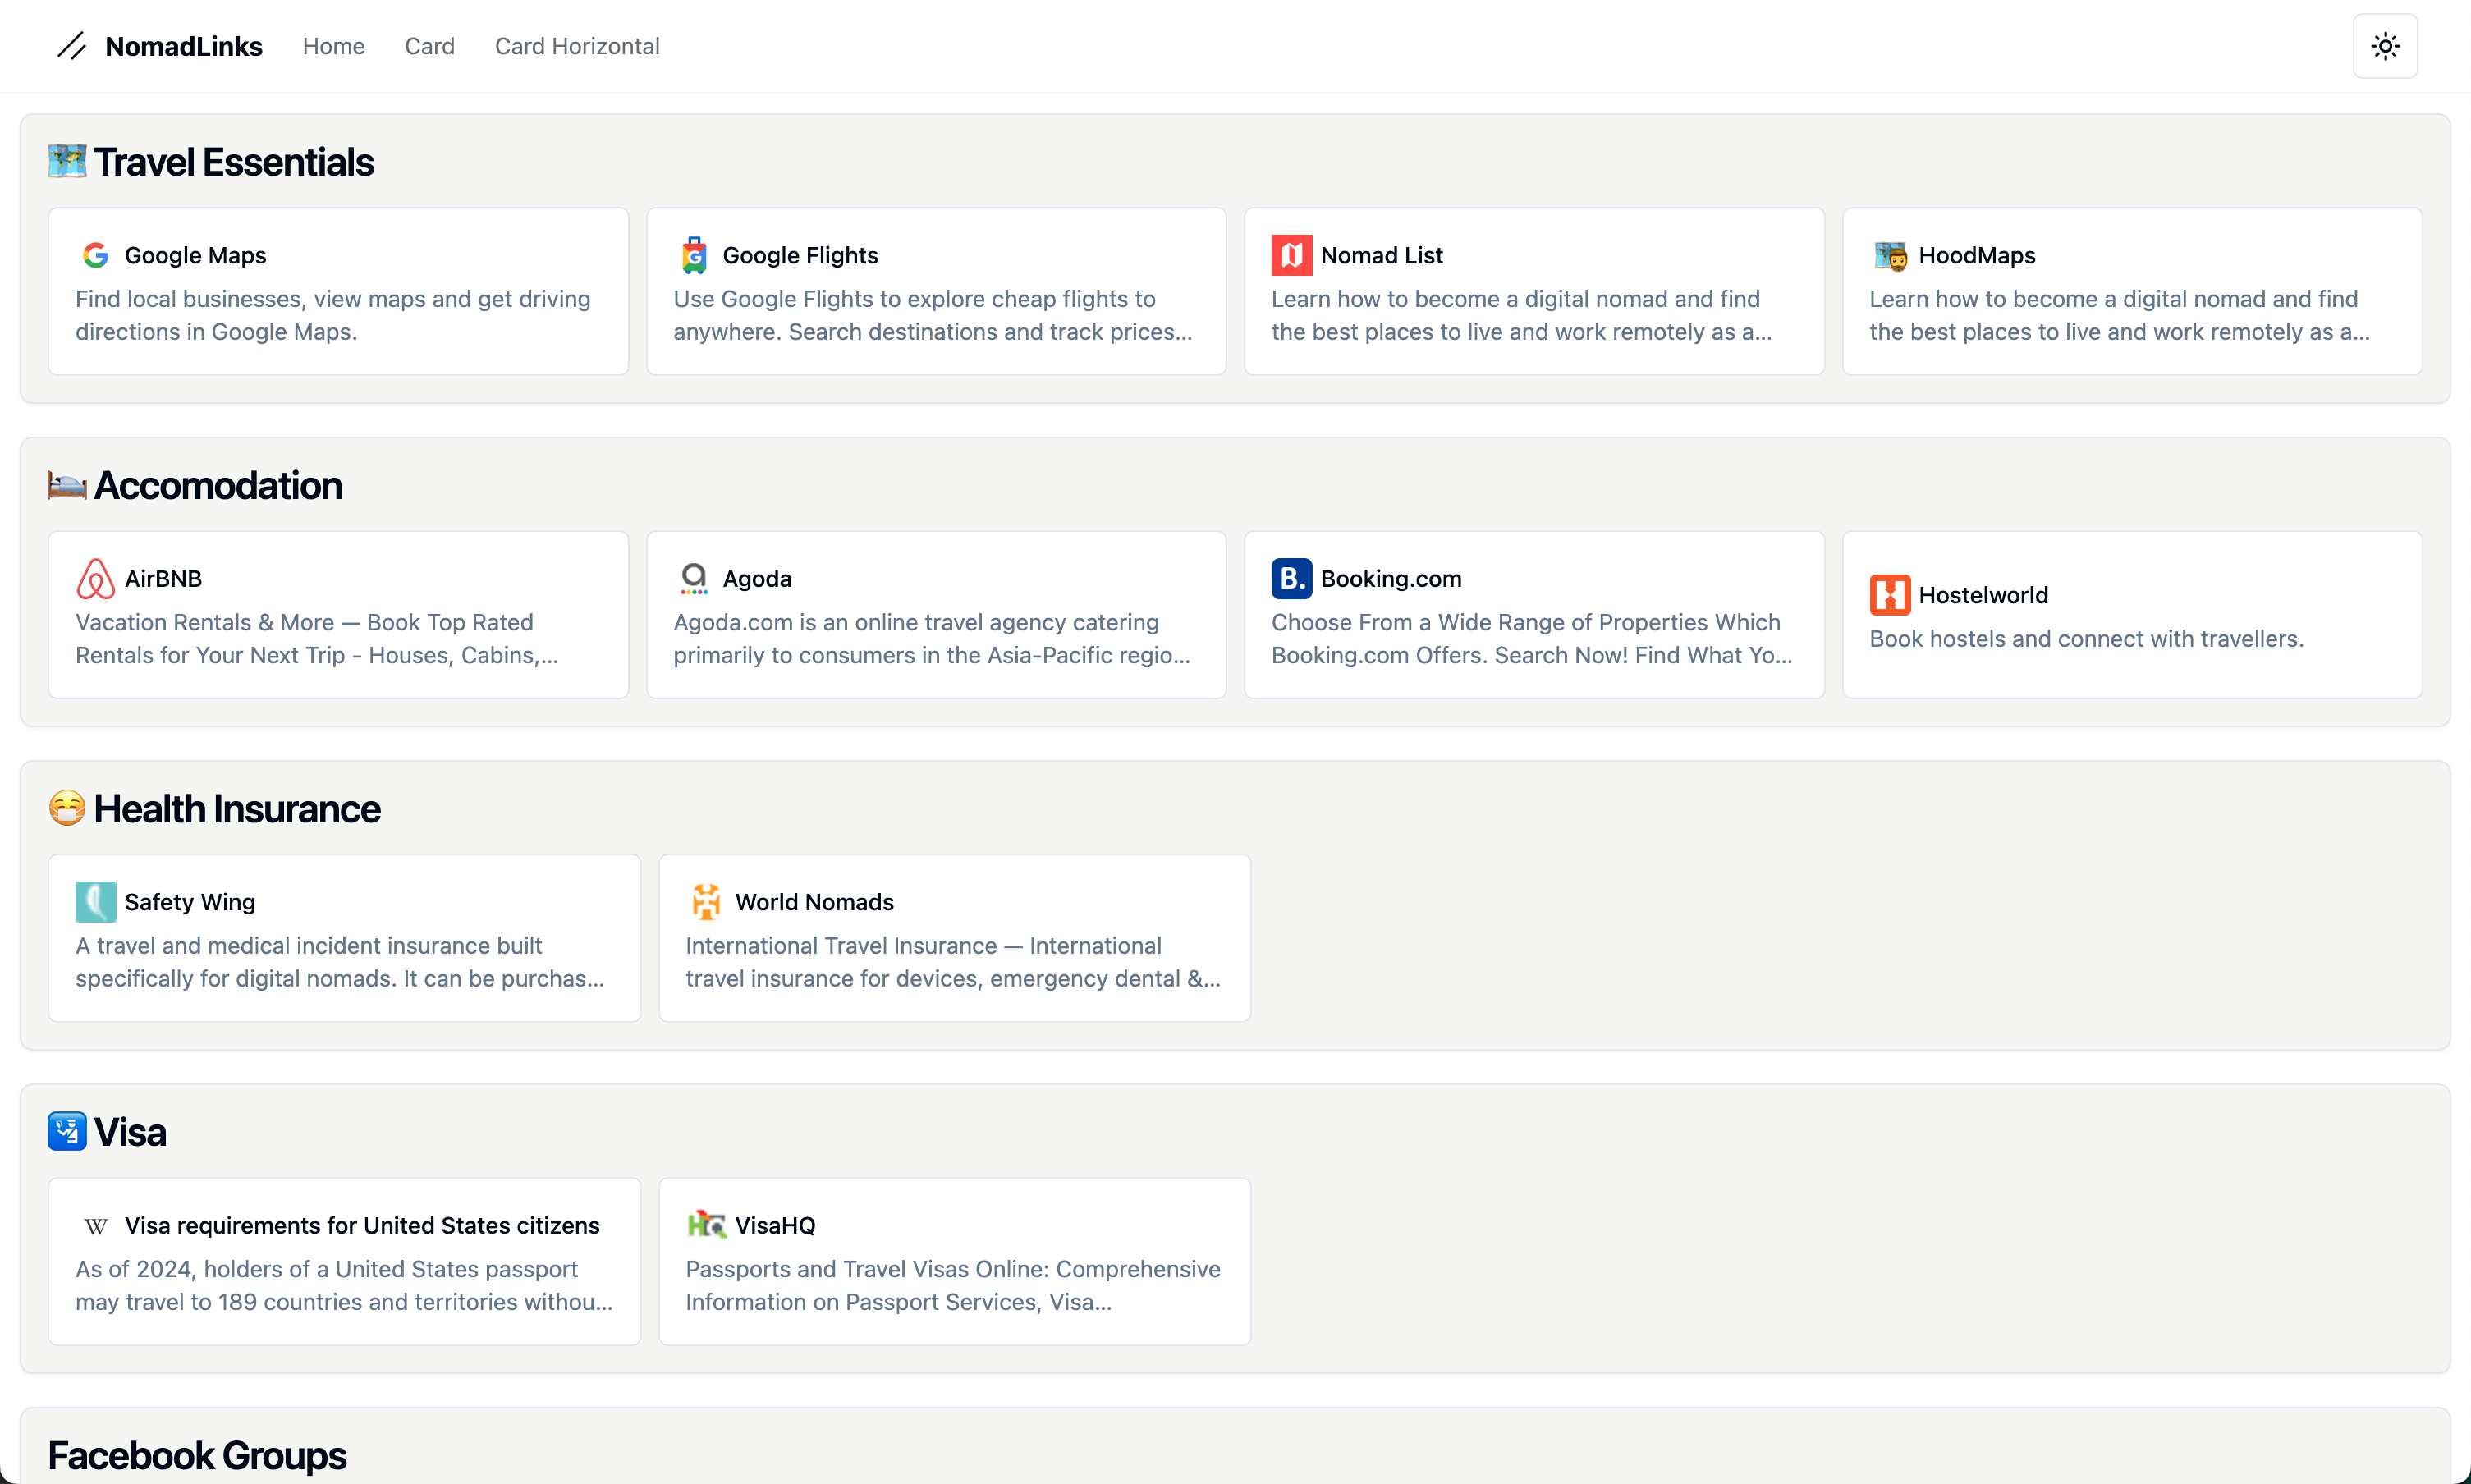 NomadLinks Home Card Card Horizontal
Travel Essentials
Google Maps
Find local businesses, view maps and get driving
directions in Google Maps.
Google Flights
Use Google Flights to explore cheap flights to
anywhere. Search destinations and track prices...
Nomad List
Learn how to become a digital nomad and find
the best places to live and work remotely as a...
HoodMaps
Learn how to become a digital nomad and find
the best places to live and work remotely as a...
Accomodation
AirBNB
Vacation Rentals & More — Book Top Rated
Rentals for Your Next Trip - Houses, Cabins,...
Agoda
Agoda.com is an online travel agency catering
primarily to consumers in the Asia-Pacific regio...
B.
Booking.com
Choose From a Wide Range of Properties Which
Booking.com Offers. Search Now! Find What Yo...
Hostelworld
Book hostels and connect with travellers.
Health Insurance
Safety Wing
A travel and medical incident insurance built
specifically for digital nomads. It can be purchas...
World Nomads
International Travel Insurance — International
travel insurance for devices, emergency dental &...
Visa
W Visa requirements for United States citizens
As of 2024, holders of a United States passport
may travel to 189 countries and territories withou...
VisaHQ
Passports and Travel Visas Online: Comprehensive
Information on Passport Services, Visa...
Facebook Groups